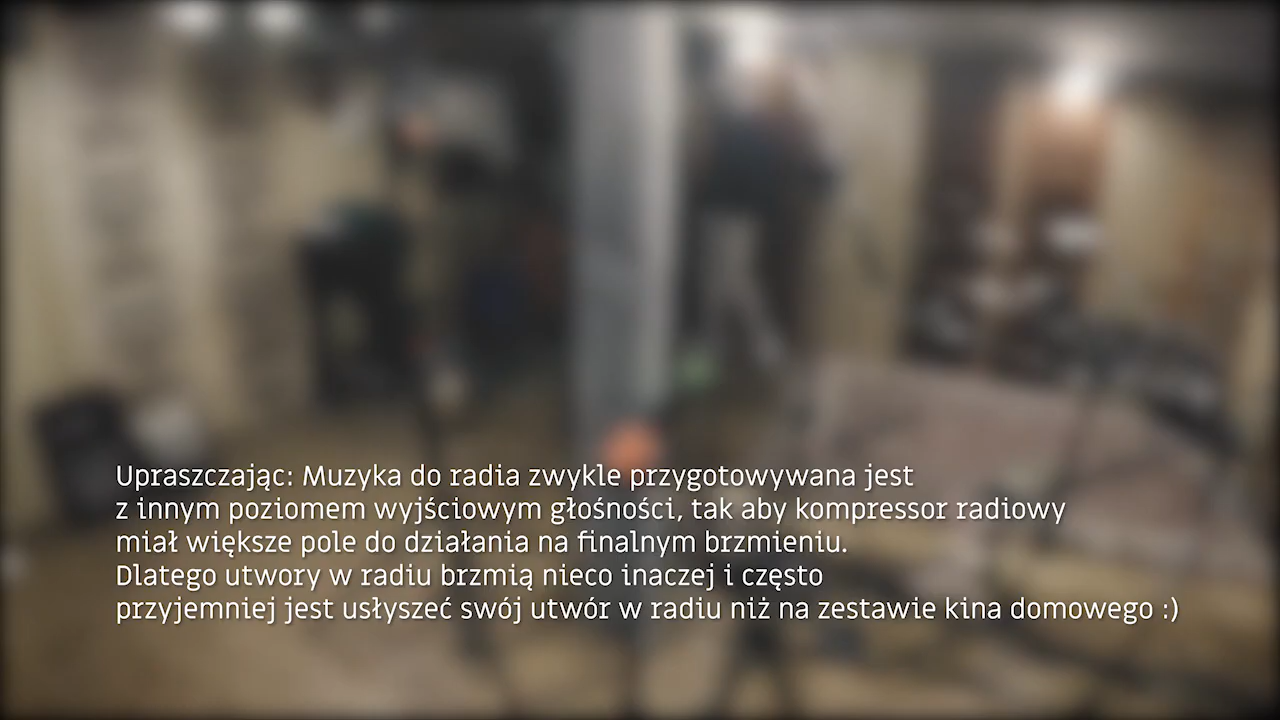 Upraszczając: Muzyka do radia zwykle przygotowywana jest
z innym poziomem wyjściowym głośności, tak aby kompressor radiowy
miał większe pole do działania na finalnym brzmieniu.
Dlatego utwory w radiu brzmią nieco inaczej i często
przyjemniej jest usłyszeć swój utwór w radiu niż na zestawie kina domowego :)